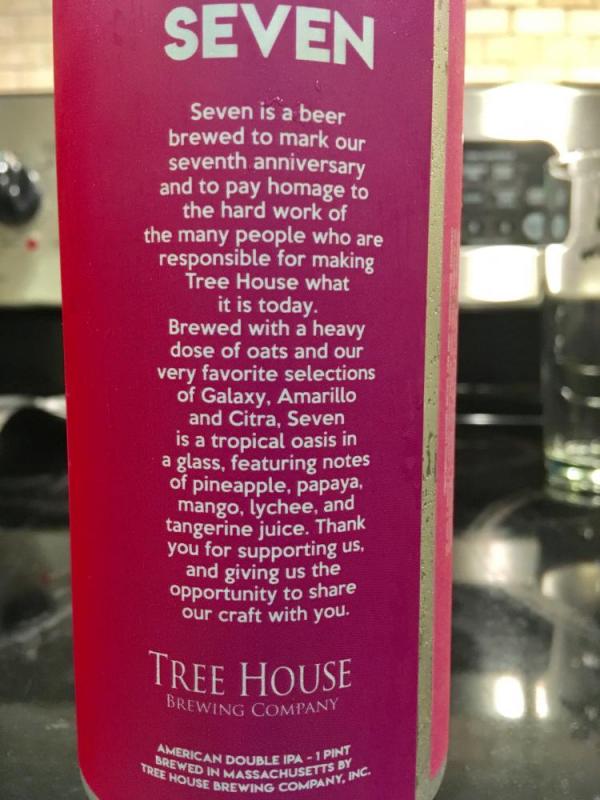 SEVEN
Seven is a beer
brewed to mark our
seventh anniversary
and to pay homage to
the hard work of
the many people who are
responsible for making
Tree House what
it is today.
Brewed with a heavy
dose of oats and our
very favorite selections
of Galaxy, Amarillo
and Citra, Seven
is a tropical oasis in
a glass, featuring notes
of pineapple, papaya,
mango, lychee, and
tangerine juice. Thank
you for supporting us,
and giving us the
opportunity to share
our craft with you.
TREE HOUSE
BREWING COMPANY
AMERICAN DOUBLE IPA - 1 PINT
BREWED IN MASSACHUSETTS BY
TREE HOUSE BREWING COMPANY, INC.